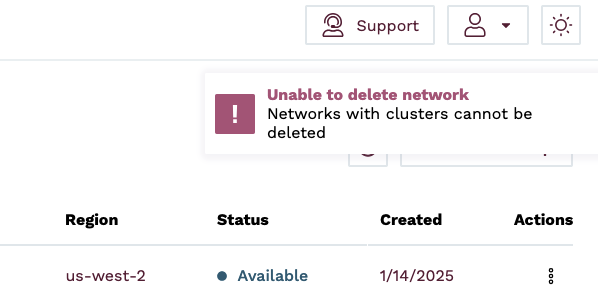 Support
Unable to delete network
!
Networks with clusters cannot be
deleted
Region Status Created Actions
us-west-2 Available 1/14/2025